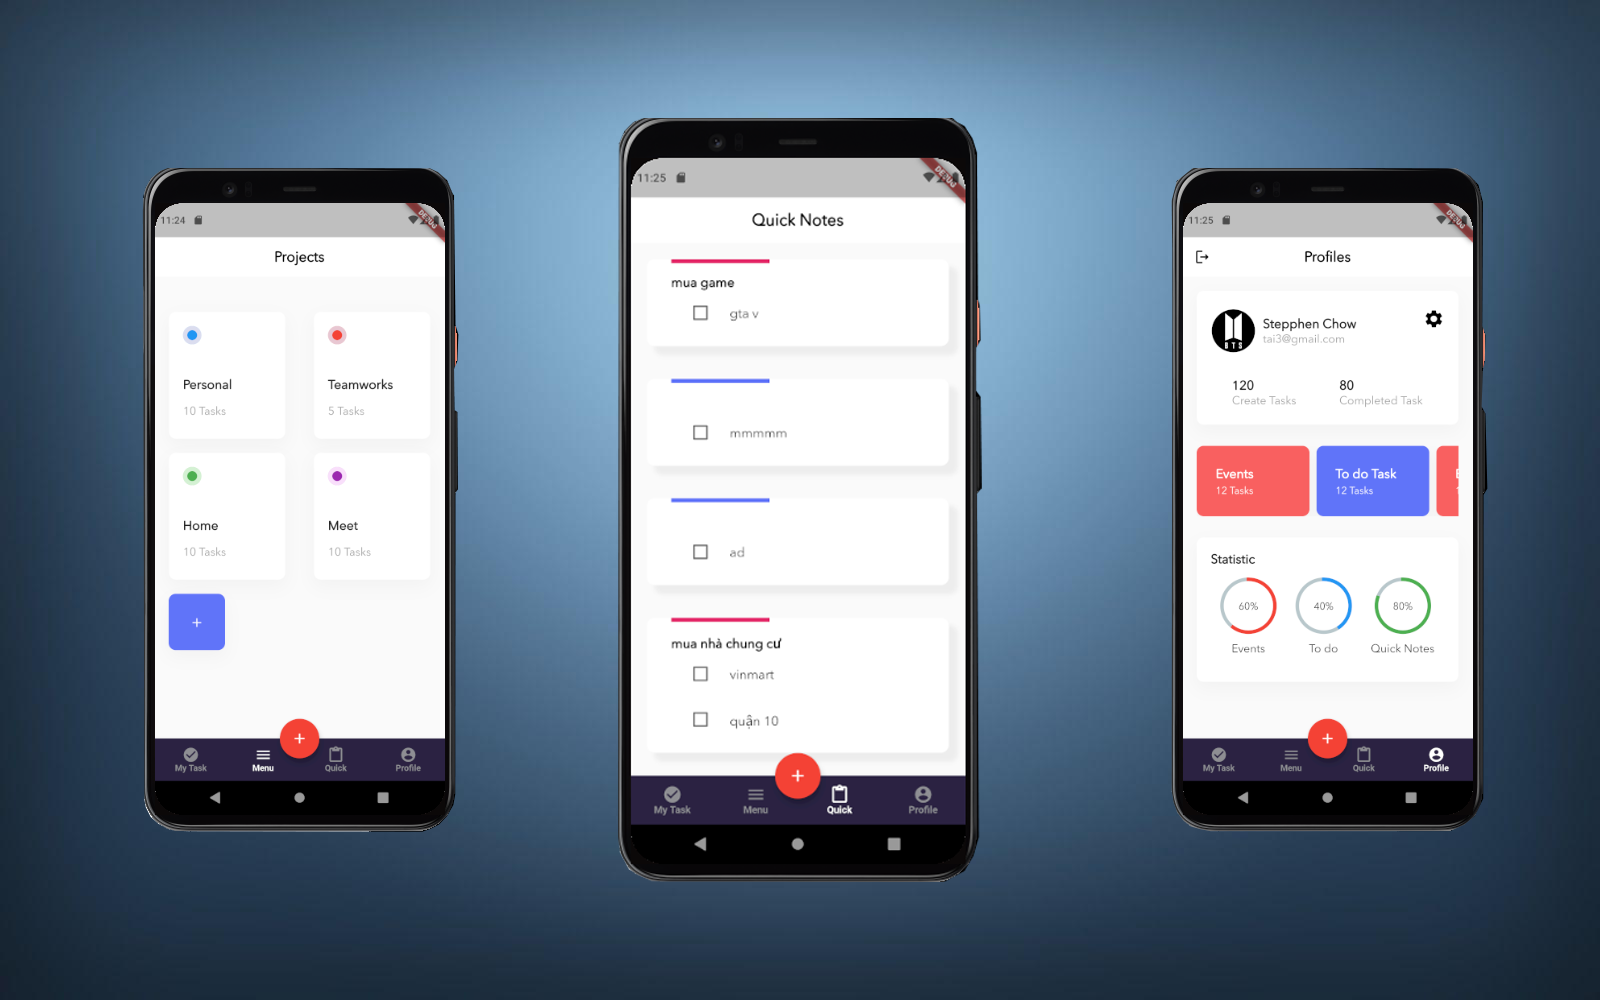 11:24
DEBUG
Projects
Personal
10 Tasks
Teamworks
5 Tasks
Home
10 Tasks
Meet
10 Tasks
+
+
My Task
Menu
Quick
Profile
11:25
DEBUG
Quick Notes
mua game
gta v
mmmmm
ad
mua nhà chung cư
vinmart
quận 10
+
My Task
Menu
Quick
Profile
11:25
DEBUG
Profiles
BTS
Stepphen Chow
tai3@gmail.com
120
Create Tasks
80
Completed Task
Events
12 Tasks
To do Task
12 Tasks
Statistic
60%
40%
80%
Events
To do
Quick Notes
+
My Task
Menu
Quick
Profile